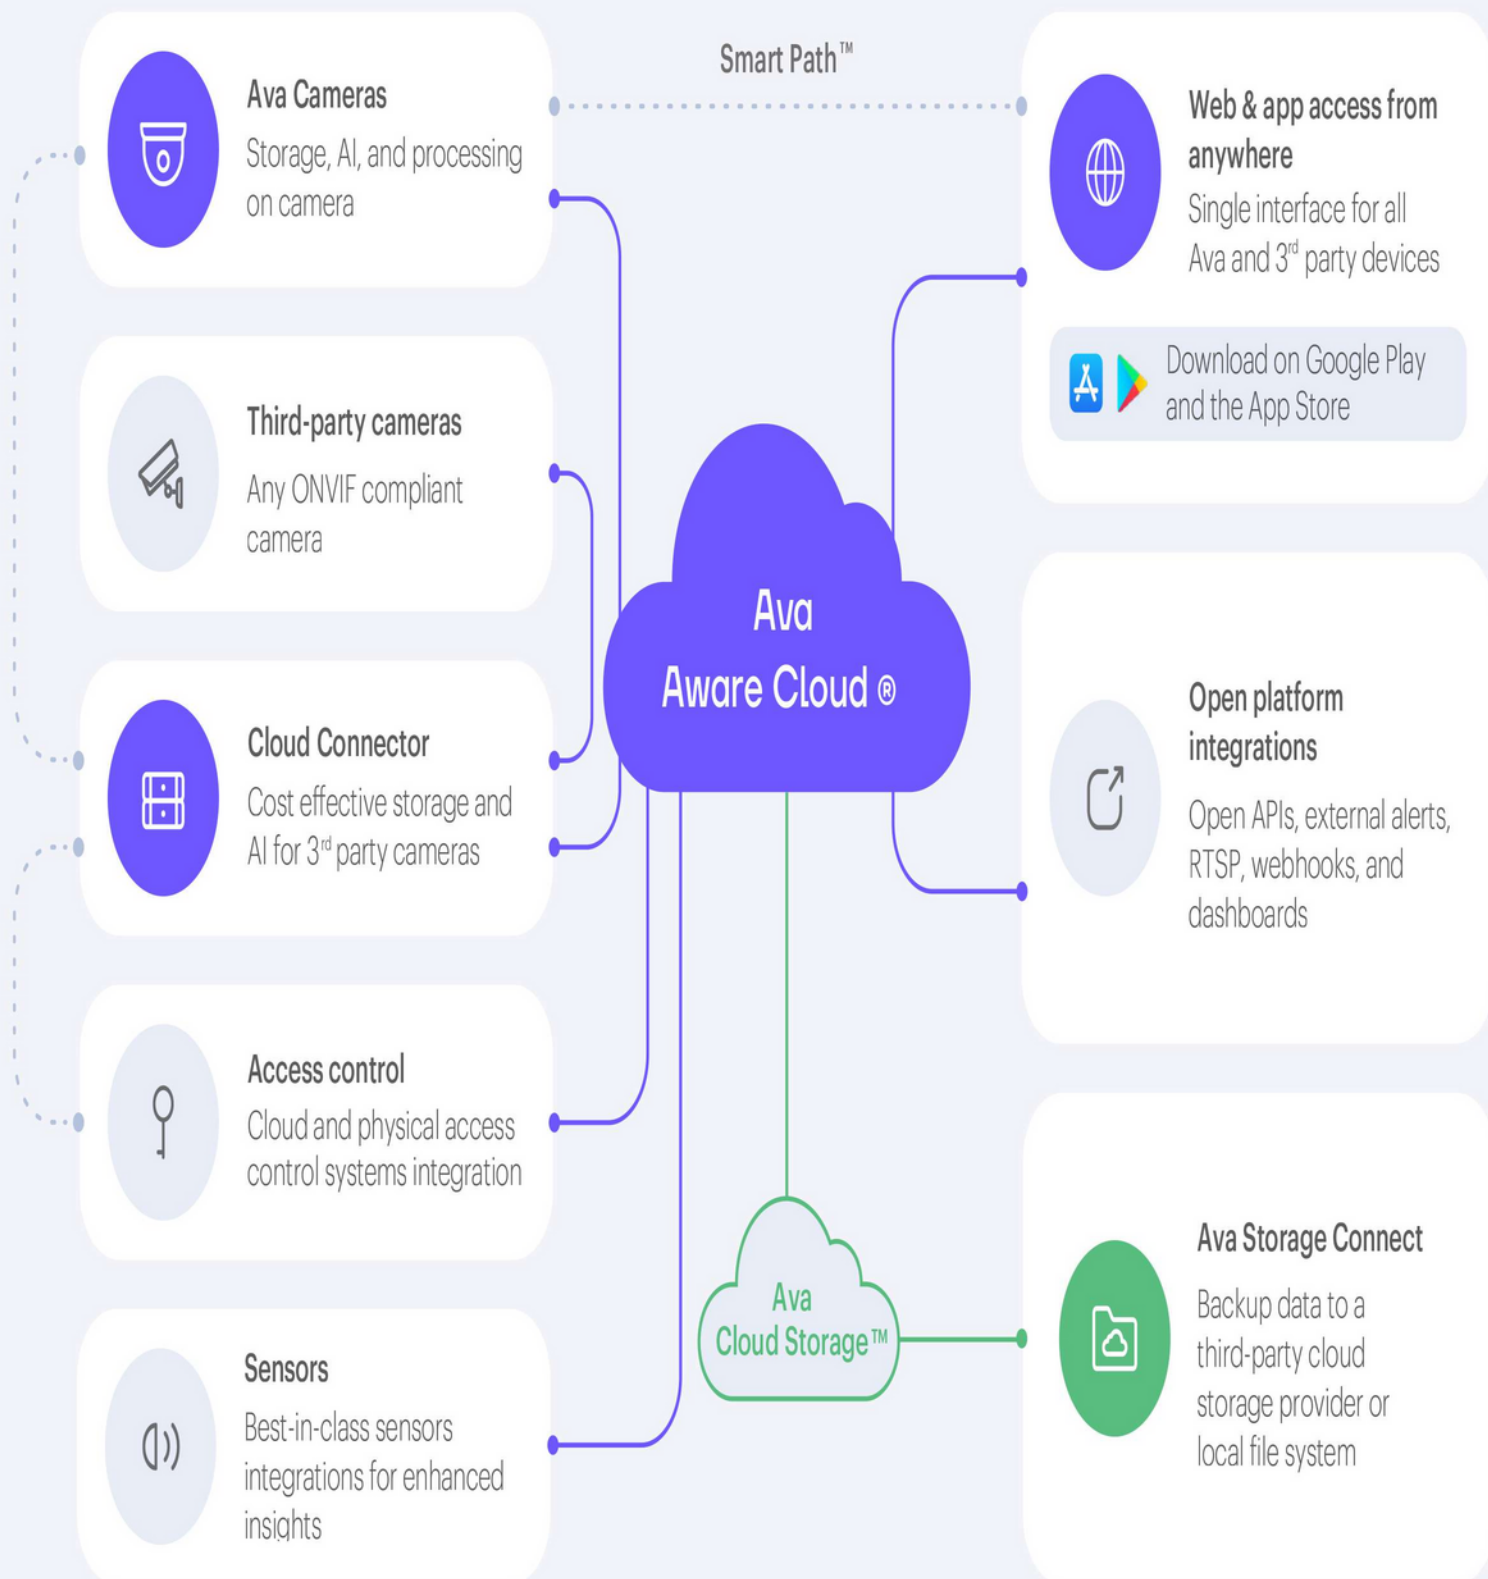 Ava Cameras
Storage, AI, and processing
on camera
Third-party cameras
Any ONVIF compliant
camera
Cloud Connector
Cost effective storage and
AI for 3rd party cameras
Access control
Cloud and physical access
control systems integration
Sensors
Best-in-class sensors
integrations for enhanced
insights
Smart Path™
Ava
Aware Cloud ®
Ava
Cloud Storage™
Web & app access from
anywhere
Single interface for all
Ava and 3rd party devices
Download on Google Play
and the App Store
Open platform
integrations
Open APIs, external alerts,
RTSP, webhooks, and
dashboards
Ava Storage Connect
Backup data to a
third-party cloud
storage provider or
local file system